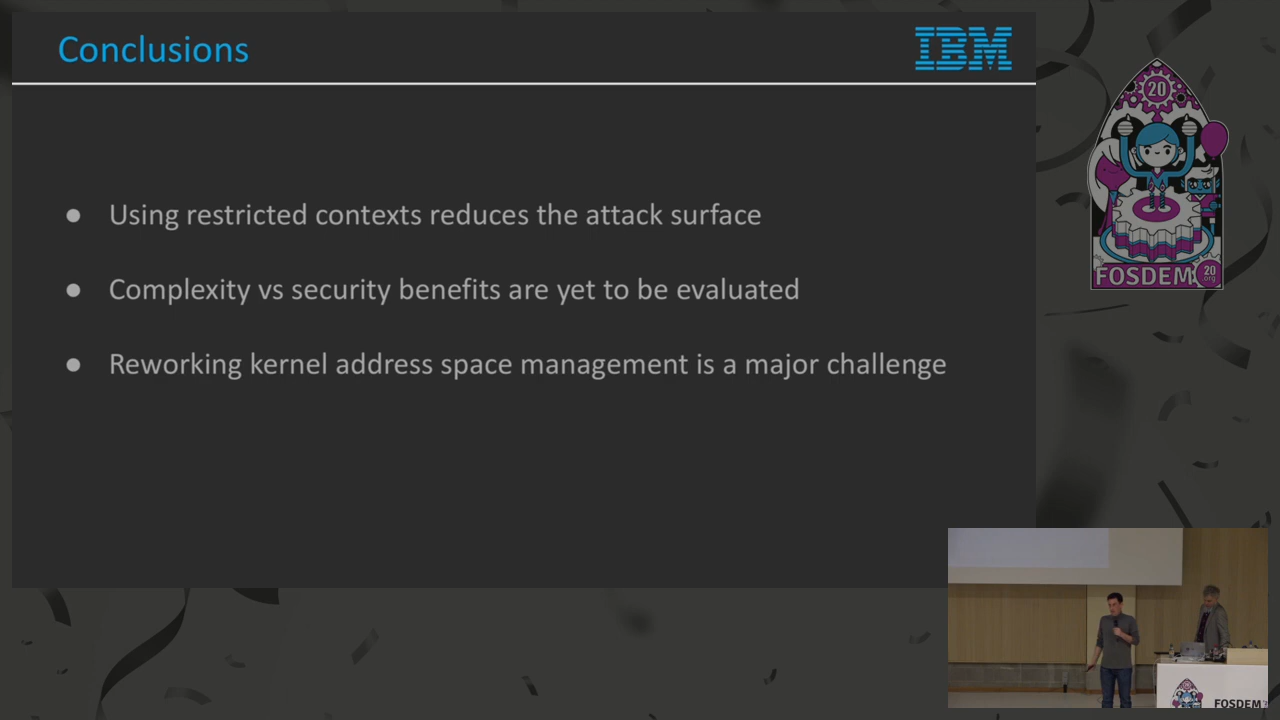 Conclusions
IBM
20
● Using restricted contexts reduces the attack surface
● Complexity vs security benefits are yet to be evaluated
● Reworking kernel address space management is a major challenge
FOSDEM 20
org
FOSDEM